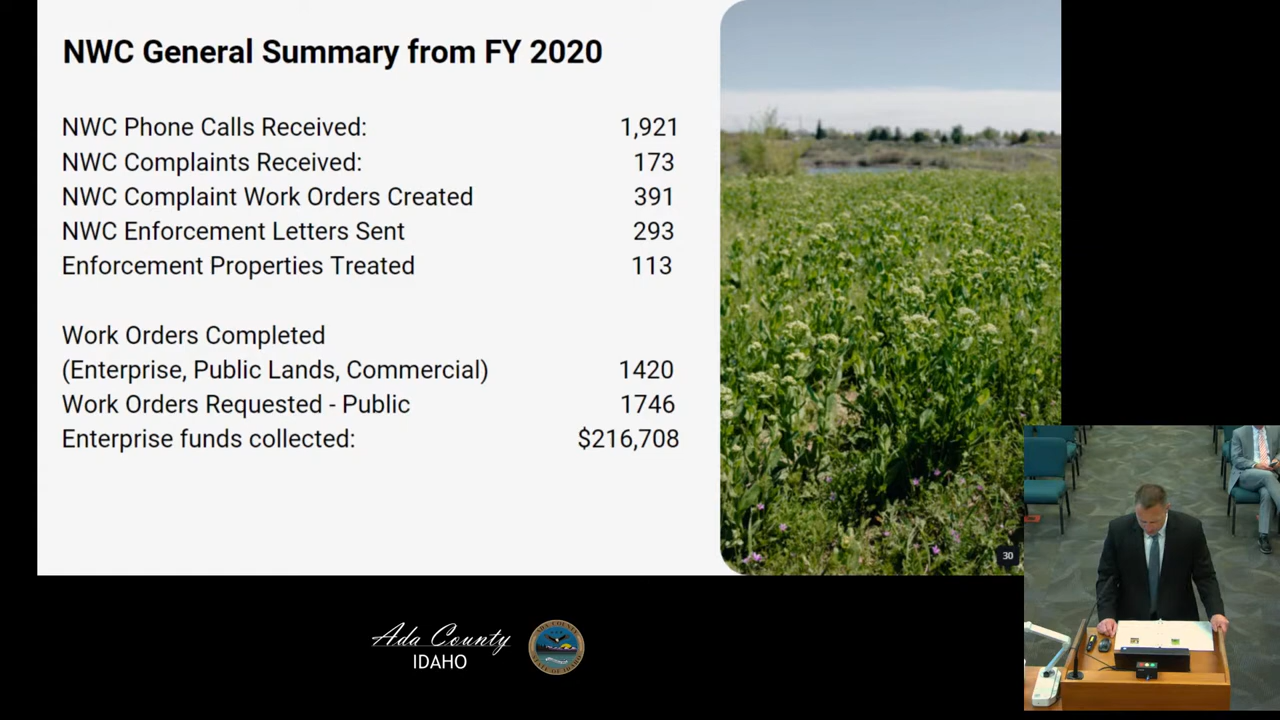 NWC General Summary from FY 2020
NWC Phone Calls Received: 1,921
NWC Complaints Received: 173
NWC Complaint Work Orders Created 391
NWC Enforcement Letters Sent 293
Enforcement Properties Treated 113
Work Orders Completed
(Enterprise, Public Lands, Commercial) 1420
Work Orders Requested - Public 1746
Enterprise funds collected: $216,708
30
Ada County
IDAHO